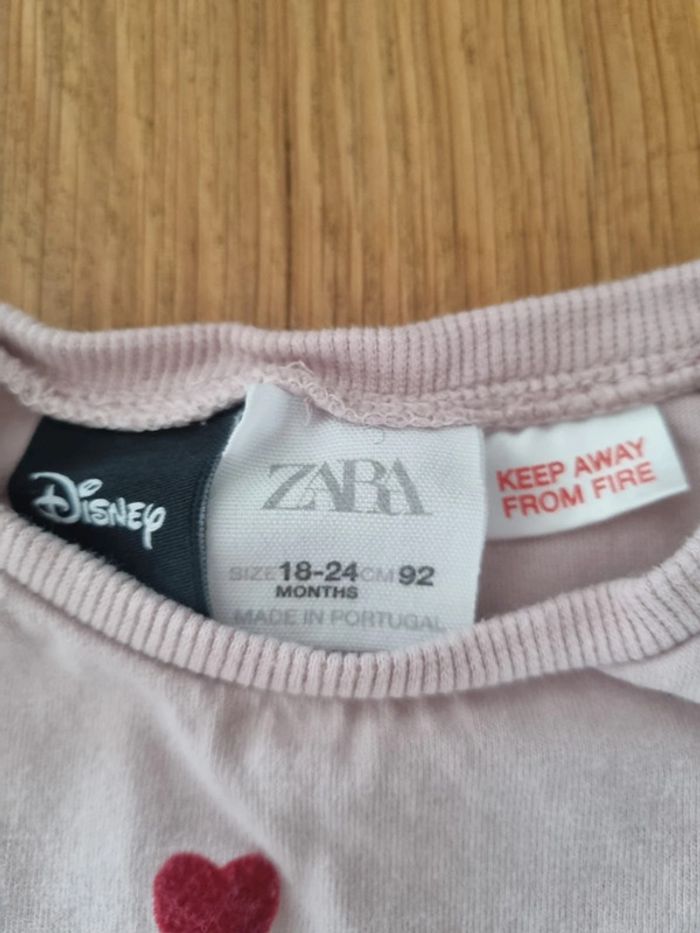 Disney
ZARA
SIZE 18-24 CM 92
MONTHS
MADE IN PORTUGAL
KEEP AWAY
FROM FIRE